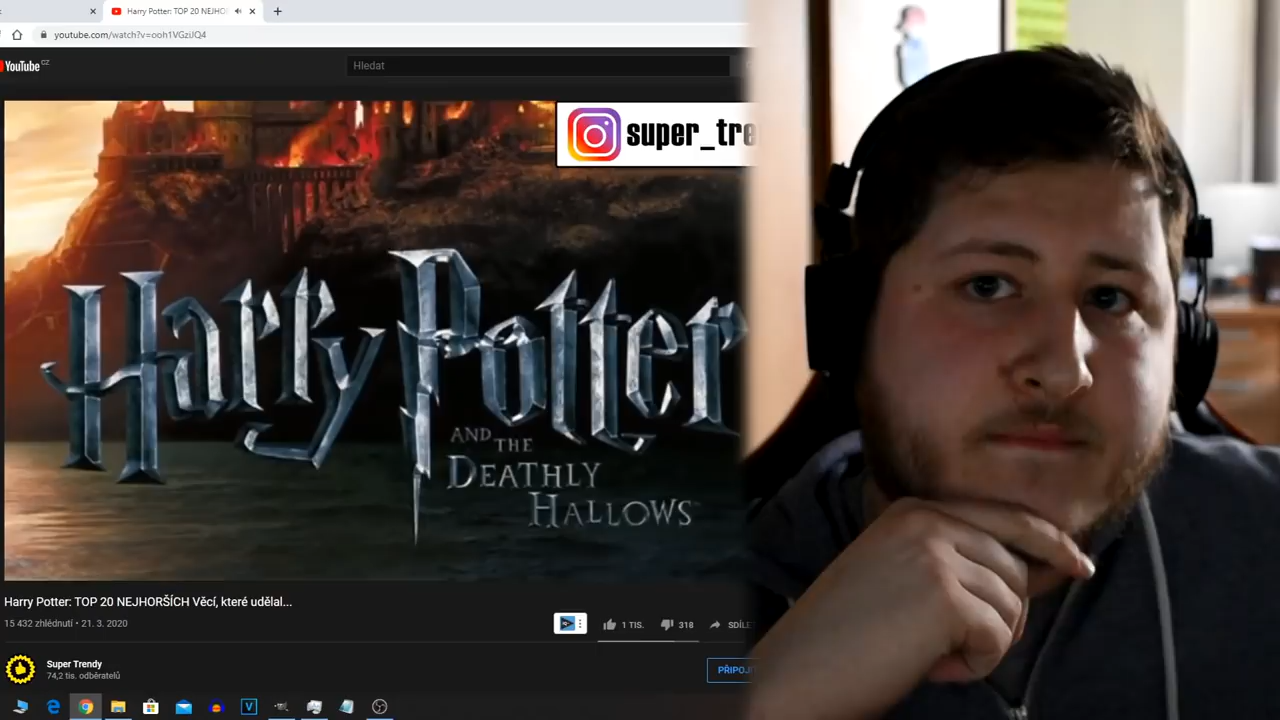 Harry Potter: TOP 20 NEJHO
youtube.com/watch?v=ooh1VGziJQ4
YouTube CZ
Hledat
super_tre
Harry Potter
AND THE
DEATHLY
HALLOWS
Harry Potter: TOP 20 NEJHORŠÍCH Věcí, které udělal...
15 432 zhlédnutí • 21. 3. 2020
1 TIS.
318
SDÍLE
Super Trendy
74,2 tis. odběratelů
PŘIPOJ